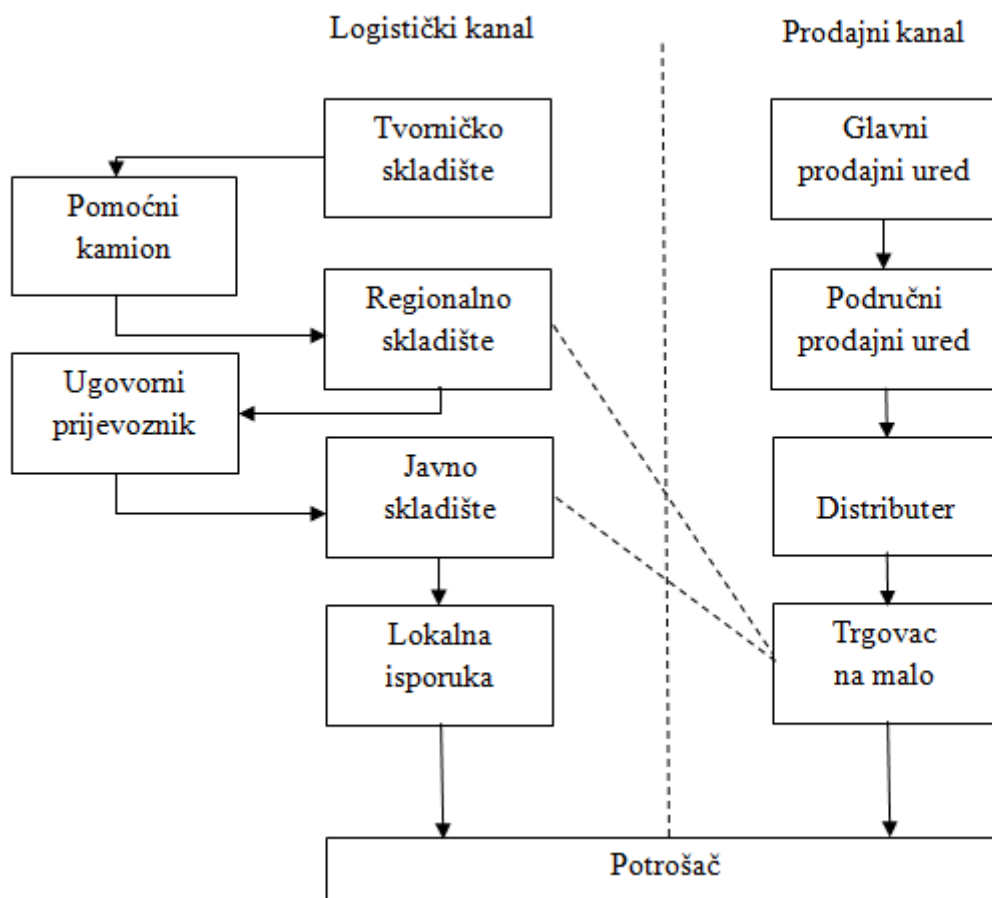 Logistički kanal
Prodajni kanal
Tvorničko
skladište
Glavni
prodajni ured
Pomoćni
kamion
Regionalno
skladište
Područni
prodajni ured
Ugovorni
prijevoznik
Javno
skladište
Distributer
Lokalna
isporuka
Trgovac
na malo
Potrošač